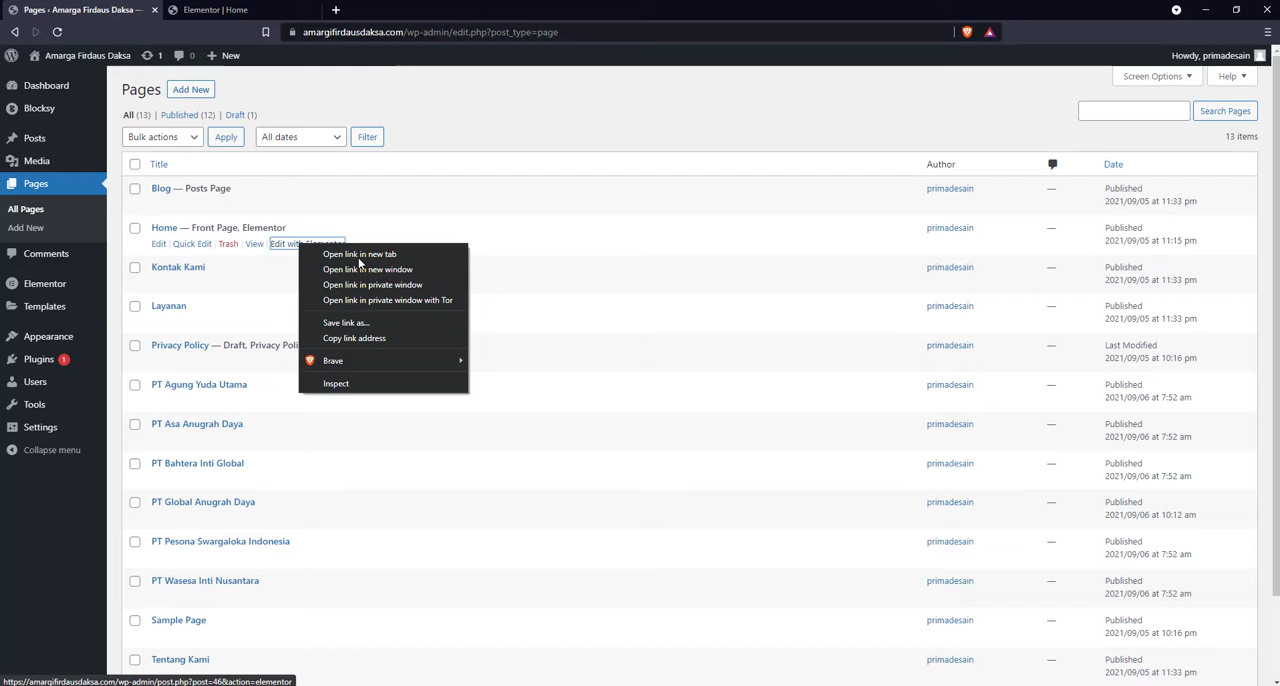 Pages ‹ Amarga Firdaus Daksa —
Elementor | Home
amargifirdausdaksa.com/wp-admin/edit.php?post_type=page
Amarga Firdaus Daksa 1 0 New
Howdy, primadesain
Dashboard
Blocksy
Posts
Media
Pages
All Pages
Add New
Comments
Elementor
Templates
Appearance
Plugins 1
Users
Tools
Settings
Collapse menu
Screen Options
Help
Pages Add New
All (13) | Published (12) | Draft (1)
Search Pages
Bulk actions Apply All dates Filter
13 items
Title Author Date
Blog — Posts Page primadesain — Published
2021/09/05 at 11:33 pm
Home — Front Page, Elementor primadesain — Published
2021/09/05 at 11:15 pm
Edit | Quick Edit | Trash | View | Edit with Elementor
Open link in new tab
Open link in new window
Open link in private window
Open link in private window with Tor
Save link as...
Copy link address
Brave
Inspect
Kontak Kami primadesain — Published
2021/09/05 at 11:33 pm
Layanan primadesain — Published
2021/09/05 at 11:33 pm
Privacy Policy — Draft, Privacy Poli primadesain — Last Modified
2021/09/05 at 10:16 pm
PT Agung Yuda Utama primadesain — Published
2021/09/06 at 7:52 am
PT Asa Anugrah Daya primadesain — Published
2021/09/06 at 7:52 am
PT Bahtera Inti Global primadesain — Published
2021/09/06 at 7:52 am
PT Global Anugrah Daya primadesain — Published
2021/09/06 at 10:12 am
PT Pesona Swargaloka Indonesia primadesain — Published
2021/09/06 at 7:52 am
PT Wasesa Inti Nusantara primadesain — Published
2021/09/06 at 7:52 am
Sample Page primadesain — Published
2021/09/05 at 10:16 pm
Tentang Kami primadesain — Published
2021/09/05 at 11:33 pm
https://amargifirdausdaksa.com/wp-admin/post.php?post=46&action=elementor